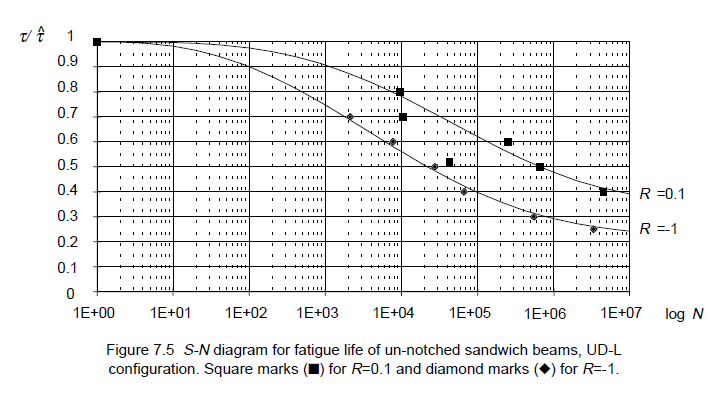 τ/ τ̂
1
0.9
0.8
0.7
0.6
0.5
0.4
0.3
0.2
0.1
0
R =0.1
R =-1
1E+00 1E+01 1E+02 1E+03 1E+04 1E+05 1E+06 1E+07 log N
Figure 7.5 S-N diagram for fatigue life of un-notched sandwich beams, UD-L
configuration. Square marks (■) for R=0.1 and diamond marks (◆) for R=-1.